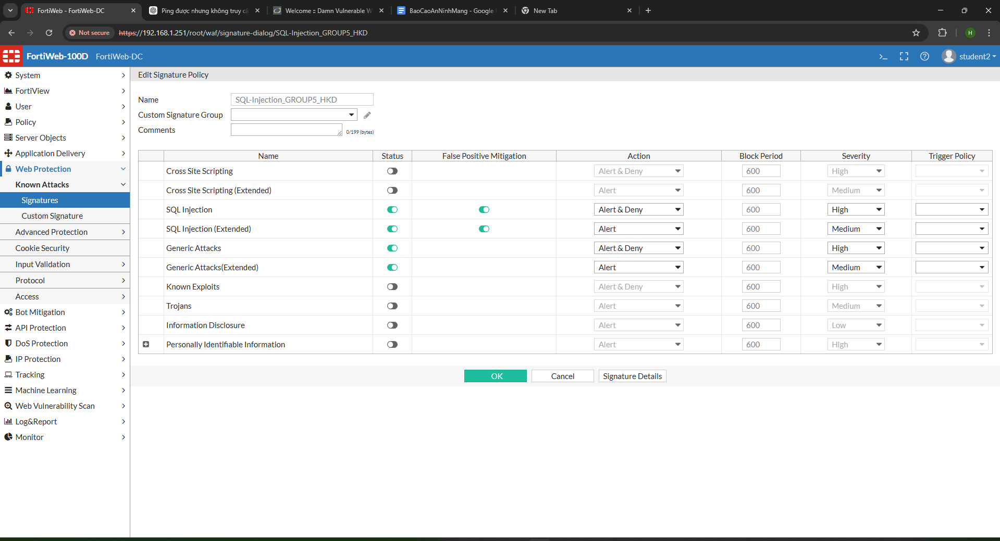 FortiWeb - FortiWeb-DC
Ping được nhưng không truy cậ
Welcome :: Damn Vulnerable W
BaoCaoAnNinhMang - Google
New Tab
Not secure https://192.168.1.251/root/waf/signature-dialog/SQL-Injection_GROUP5_HKD
H
FortiWeb-100D FortiWeb-DC
student2
System
FortiView
User
Policy
Server Objects
Application Delivery
Web Protection
Known Attacks
Signatures
Custom Signature
Advanced Protection
Cookie Security
Input Validation
Protocol
Access
Bot Mitigation
API Protection
DoS Protection
IP Protection
Tracking
Machine Learning
Web Vulnerability Scan
Log&Report
Monitor
Edit Signature Policy
Name SQL-Injection_GROUP5_HKD
Custom Signature Group
Comments 0/199 (bytes)
Name Status False Positive Mitigation Action Block Period Severity Trigger Policy
Cross Site Scripting Alert & Deny 600 High
Cross Site Scripting (Extended) Alert 600 Medium
SQL Injection Alert & Deny 600 High
SQL Injection (Extended) Alert 600 Medium
Generic Attacks Alert & Deny 600 High
Generic Attacks(Extended) Alert 600 Medium
Known Exploits Alert & Deny 600 High
Trojans Alert 600 Medium
Information Disclosure Alert 600 Low
Personally Identifiable Information Alert 600 High
OK Cancel Signature Details